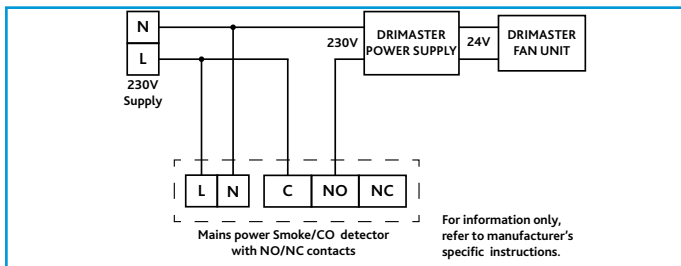 N
L
230V
Supply
230V
DRIMASTER
POWER SUPPLY
24V
DRIMASTER
FAN UNIT
L N C NO NC
Mains power Smoke/CO detector
with NO/NC contacts
For information only,
refer to manufacturer's
specific instructions.